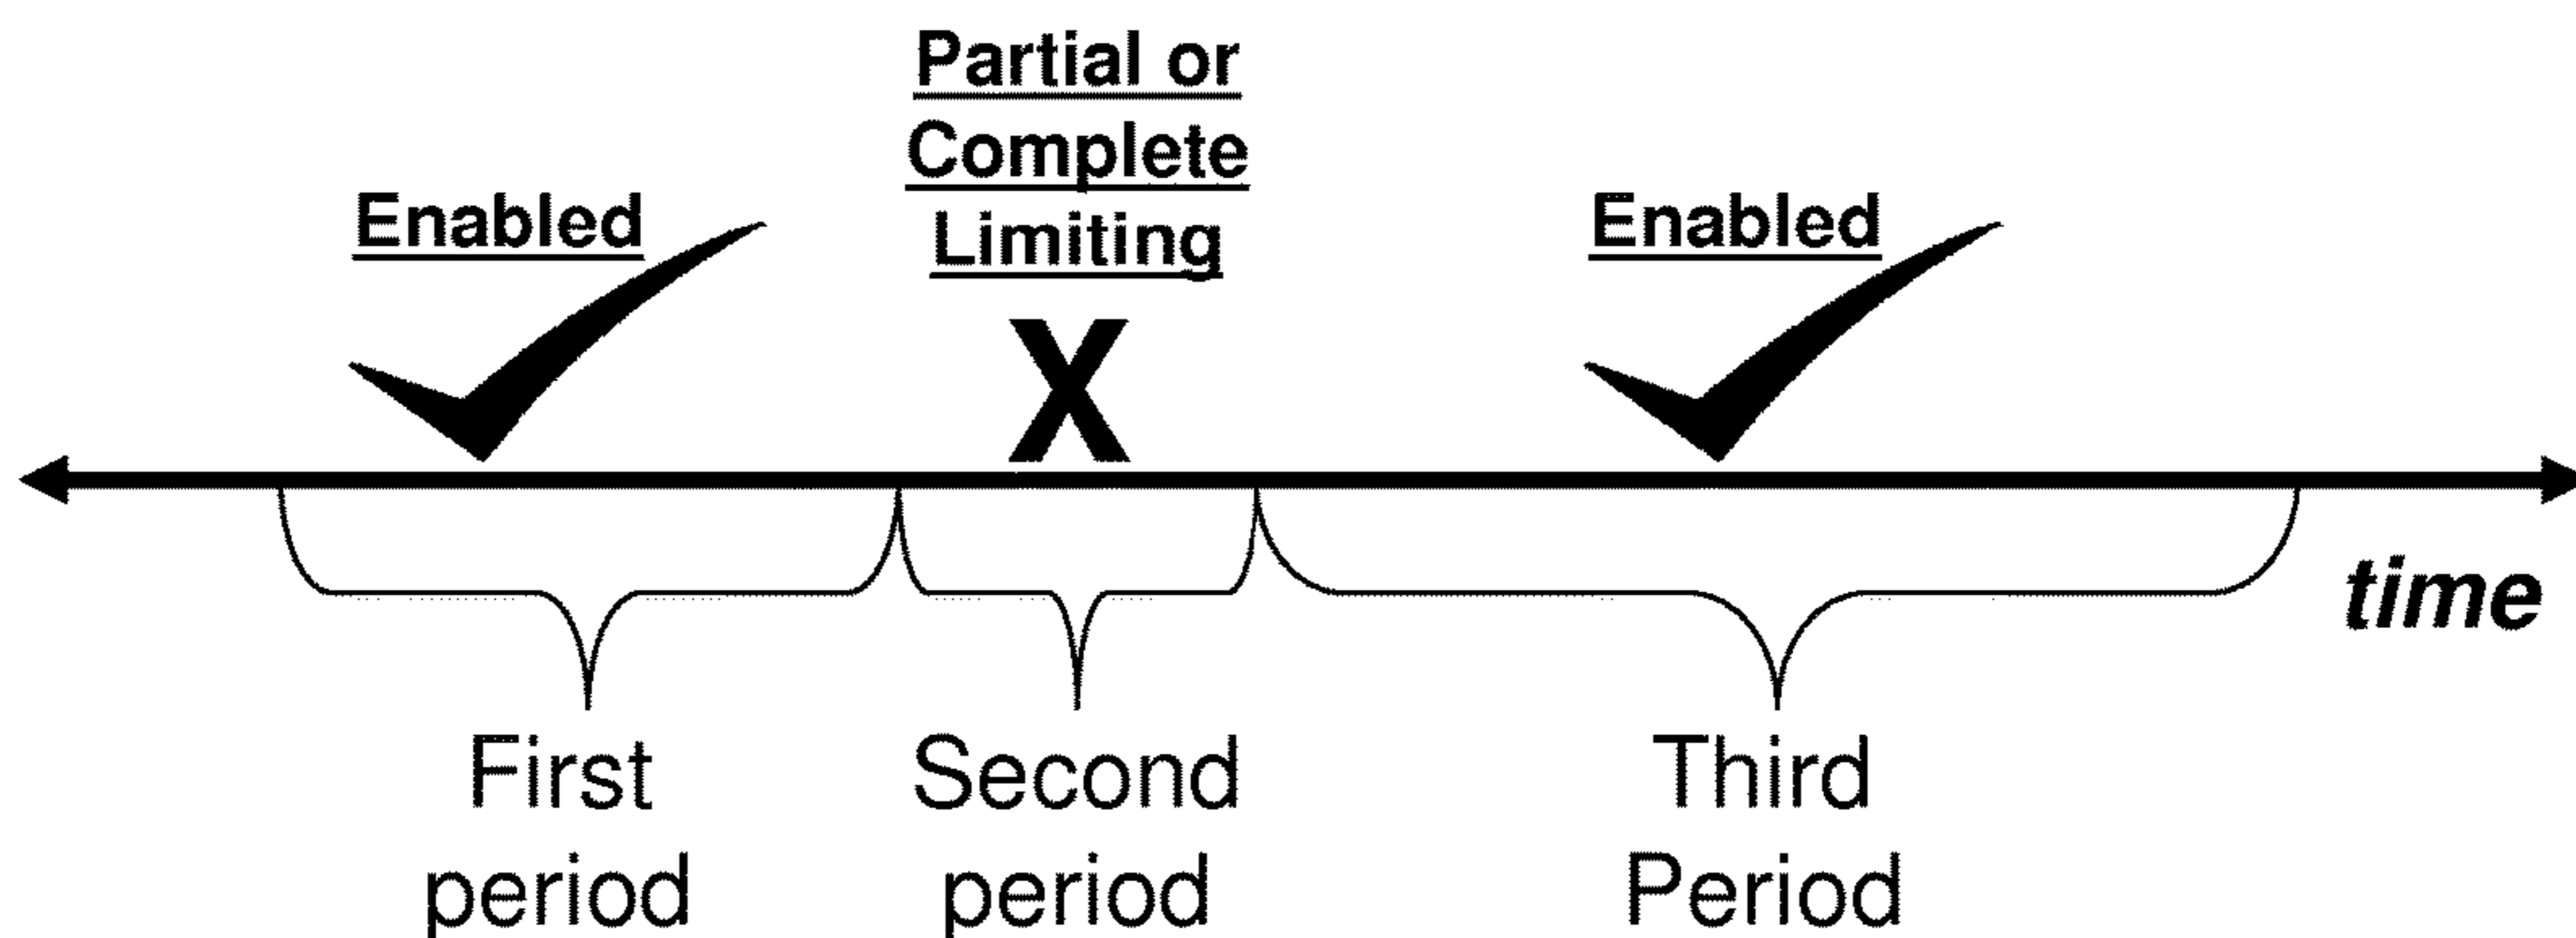 Partial or
Complete
Limiting
Enabled
Enabled
X
time
First
period
Second
period
Third
Period